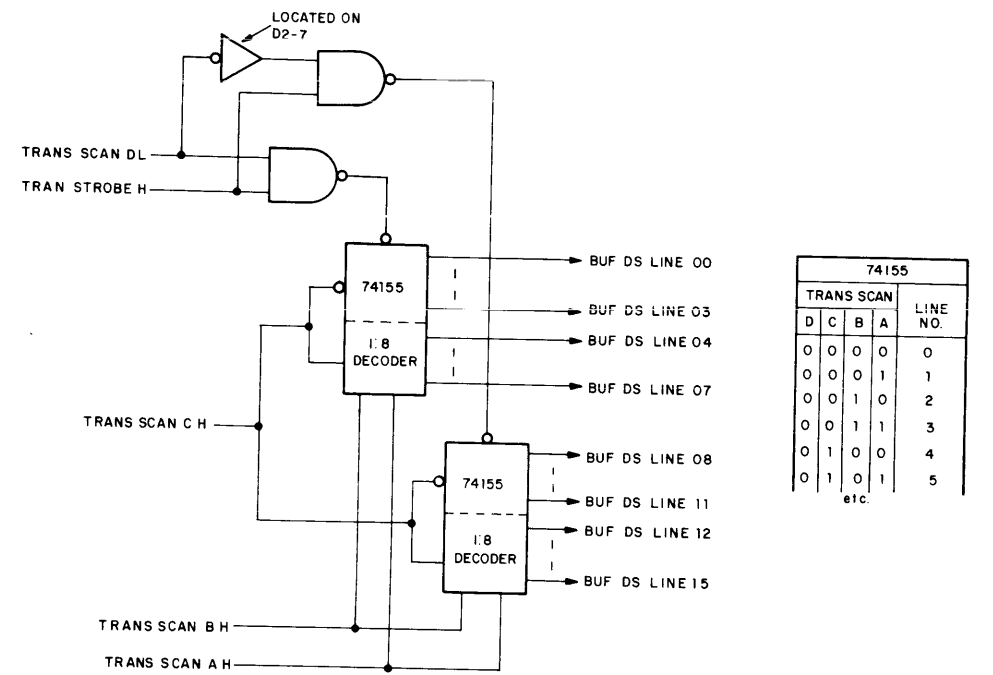 LOCATED ON
D2-7
TRANS SCAN DL
TRAN STROBE H
74155
1:8
DECODER
BUF DS LINE 00
BUF DS LINE 03
BUF DS LINE 04
BUF DS LINE 07
TRANS SCAN C H
74155
1:8
DECODER
BUF DS LINE 08
BUF DS LINE 11
BUF DS LINE 12
BUF DS LINE 15
TRANS SCAN B H
TRANS SCAN A H
74155
TRANS SCAN
LINE
NO.
D C B A
0 0 0 0 0
0 0 0 1 1
0 0 1 0 2
0 0 1 1 3
0 1 0 0 4
0 1 0 1 5
etc.